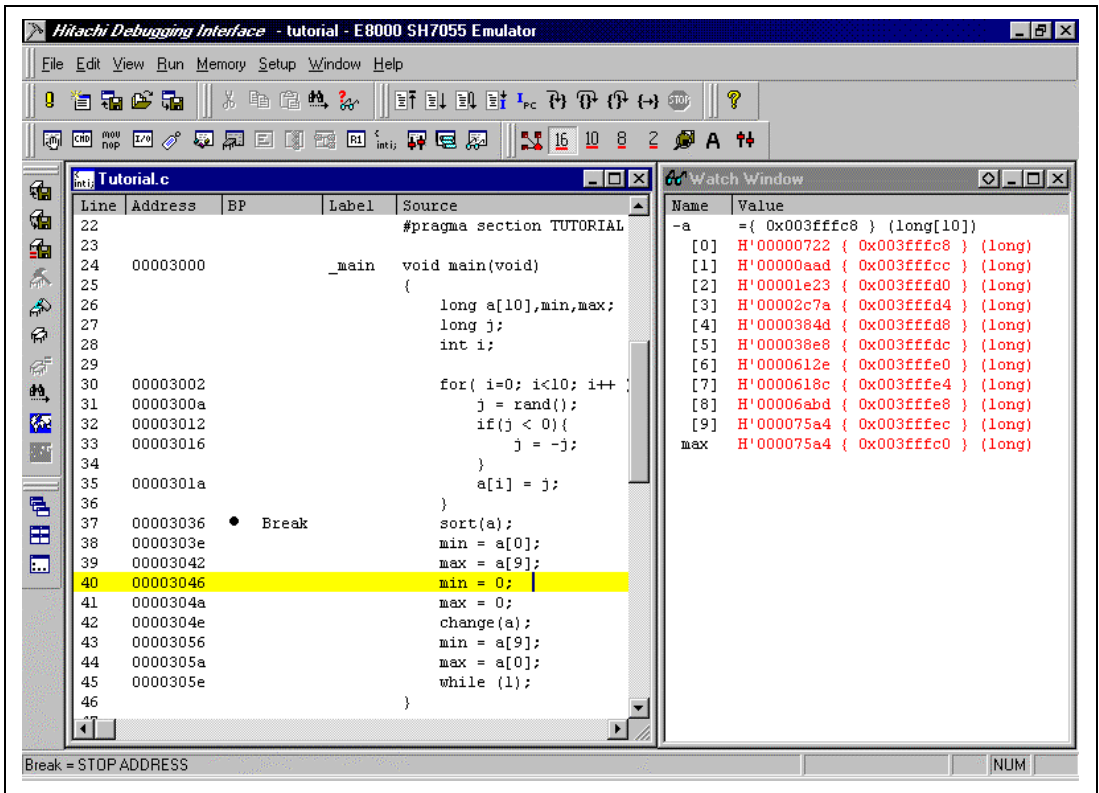 Hitachi Debugging Interface - tutorial - E8000 SH7055 Emulator
File Edit View Run Memory Setup Window Help
IPC STOP
CMD mov nop I/O R1 inti; 16 10 8 2 A
inti; Tutorial.c
Line Address BP Label Source
22 #pragma section TUTORIAL
23
24 00003000 _main void main(void)
25 {
26 long a[10],min,max;
27 long j;
28 int i;
29
30 00003002 for( i=0; i<10; i++ )
31 0000300a j = rand();
32 00003012 if(j < 0){
33 00003016 j = -j;
34 }
35 0000301a a[i] = j;
36 }
37 00003036 ● Break sort(a);
38 0000303e min = a[0];
39 00003042 max = a[9];
40 00003046 min = 0;
41 0000304a max = 0;
42 0000304e change(a);
43 00003056 min = a[9];
44 0000305a max = a[0];
45 0000305e while (1);
46 }
Watch Window
Name Value
-a ={ 0x003fffc8 } (long[10])
[0] H'00000722 { 0x003fffc8 } (long)
[1] H'00000aad { 0x003fffcc } (long)
[2] H'00001e23 { 0x003fffd0 } (long)
[3] H'00002c7a { 0x003fffd4 } (long)
[4] H'0000384d { 0x003fffd8 } (long)
[5] H'000038e8 { 0x003fffdc } (long)
[6] H'0000612e { 0x003fffe0 } (long)
[7] H'0000618c { 0x003fffe4 } (long)
[8] H'00006abd { 0x003fffe8 } (long)
[9] H'000075a4 { 0x003fffec } (long)
max H'000075a4 { 0x003fffc0 } (long)
Break = STOP ADDRESS
NUM